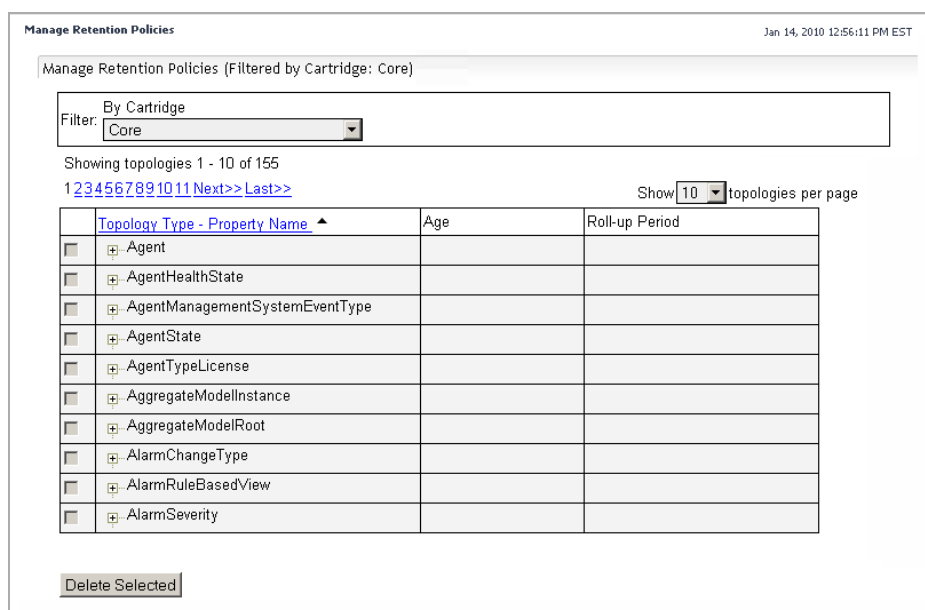 Manage Retention Policies
Jan 14, 2010 12:56:11 PM EST
Manage Retention Policies (Filtered by Cartridge: Core)
By Cartridge
Filter:
Core
Showing topologies 1 - 10 of 155
1 2 3 4 5 6 7 8 9 10 11 Next>> Last>>
Show 10 topologies per page
Topology Type - Property Name Age Roll-up Period
Agent
AgentHealthState
AgentManagementSystemEventType
AgentState
AgentTypeLicense
AggregateModelInstance
AggregateModelRoot
AlarmChangeType
AlarmRuleBasedView
AlarmSeverity
Delete Selected